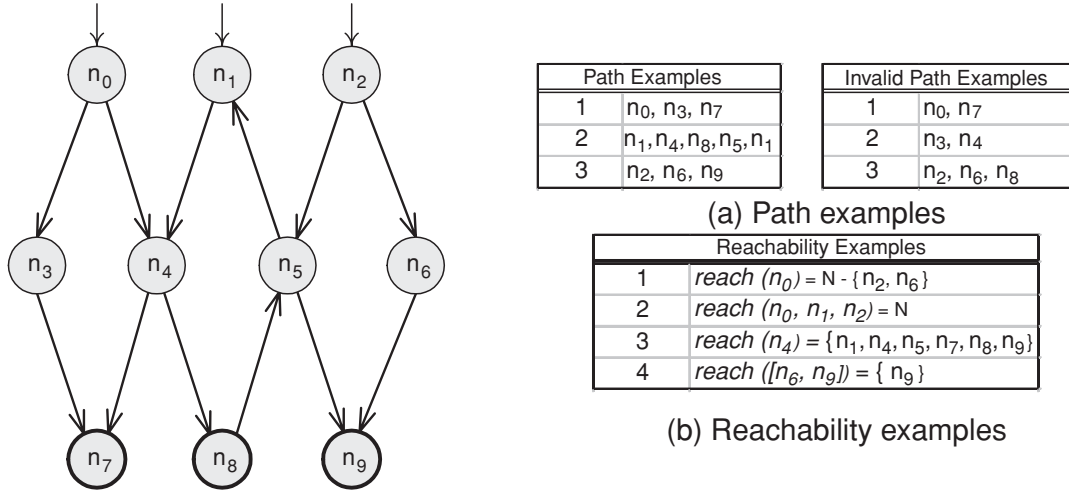 n0 n1 n2
n3 n4 n5 n6
n7 n8 n9
Path Examples
1 n0, n3, n7
2 n1,n4,n8,n5,n1
3 n2, n6, n9
Invalid Path Examples
1 n0, n7
2 n3, n4
3 n2, n6, n8
(a) Path examples
Reachability Examples
1 reach (n0) = N - { n2, n6 }
2 reach (n0, n1, n2) = N
3 reach (n4) = {n1, n4, n5, n7, n8, n9}
4 reach ([n6, n9]) = { n9 }
(b) Reachability examples